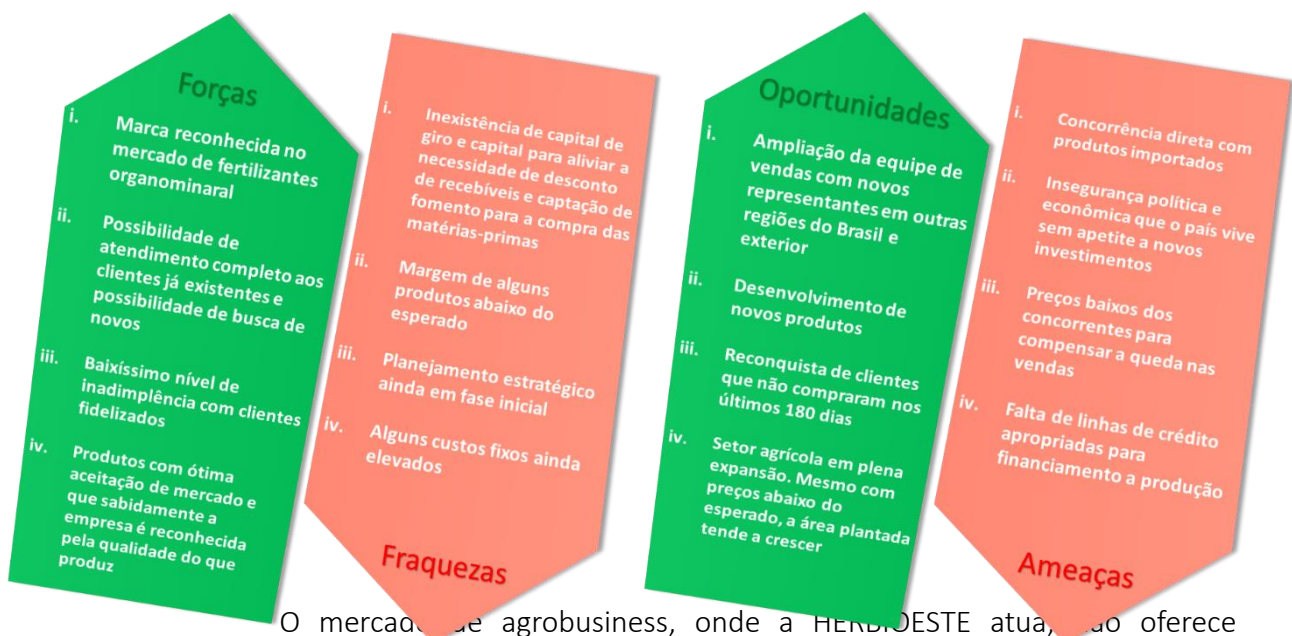 Forças
i. Marca reconhecida no
mercado de fertilizantes
organominaral
ii. Possibilidade de
atendimento completo aos
clientes já existentes e
possibilidade de busca de
novos
iii. Baixíssimo nível de
inadimplência com clientes
fidelizados
iv. Produtos com ótima
aceitação de mercado e
que sabidamente a
empresa é reconhecida
pela qualidade do que
produz
i. Inexistência de capital de
giro e capital para aliviar a
necessidade de desconto
de recebíveis e captação de
fomento para a compra das
matérias-primas
ii. Margem de alguns
produtos abaixo do
esperado
iii. Planejamento estratégico
ainda em fase inicial
iv. Alguns custos fixos ainda
elevados
Fraquezas
Oportunidades
i. Ampliação da equipe de
vendas com novos
representantes em outras
regiões do Brasil e
exterior
ii. Desenvolvimento de
novos produtos
iii. Reconquista de clientes
que não compraram nos
últimos 180 dias
iv. Setor agrícola em plena
expansão. Mesmo com
preços abaixo do
esperado, a área plantada
tende a crescer
i. Concorrência direta com
produtos importados
ii. Insegurança política e
econômica que o país vive
sem apetite a novos
investimentos
iii. Preços baixos dos
concorrentes para
compensar a queda nas
vendas
iv. Falta de linhas de crédito
apropriadas para
financiamento a produção
Ameaças
O mercado de agrobusiness, onde a HERBIOESTE atua, oferece